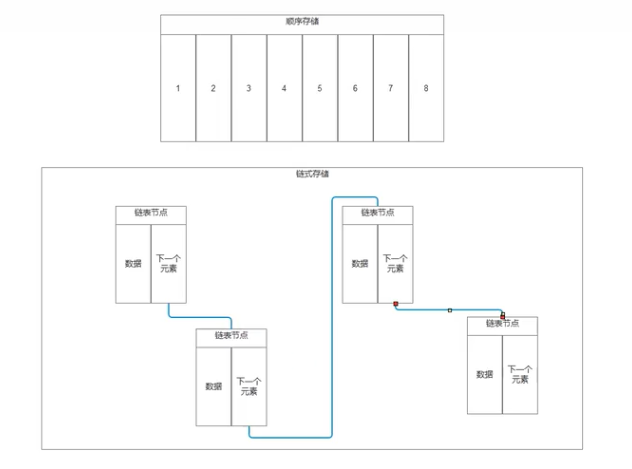 顺序存储
1 2 3 4 5 6 7 8
链式存储
链表节点
数据 下一个
元素
链表节点
数据 下一个
元素
链表节点
数据 下一个
元素
链表节点
数据 下一个
元素